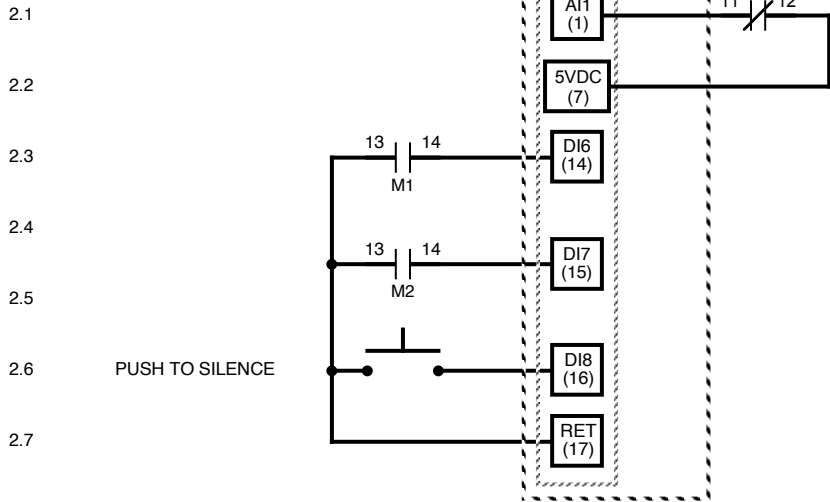 2.1
AI1
(1)
11 12
2.2
5VDC
(7)
2.3
13 14
M1
DI6
(14)
2.4
13 14
M2
DI7
(15)
2.5
2.6
PUSH TO SILENCE
DI8
(16)
2.7
RET
(17)